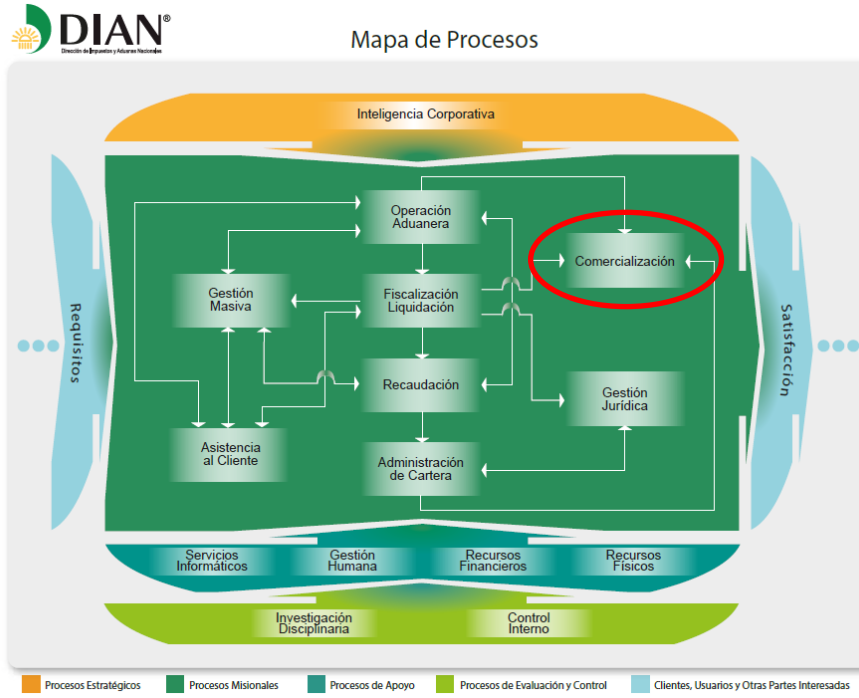 DIAN®
Dirección de Impuestos y Aduanas Nacionales
Mapa de Procesos
Inteligencia Corporativa
Operación
Aduanera
Comercialización
Gestión
Masiva
Fiscalización
Liquidación
Requisitos
Satisfacción
Recaudación
Gestión
Jurídica
Asistencia
al Cliente
Administración
de Cartera
Servicios
Informáticos
Gestión
Humana
Recursos
Financieros
Recursos
Físicos
Investigación
Disciplinaria
Control
Interno
Procesos Estratégicos
Procesos Misionales
Procesos de Apoyo
Procesos de Evaluación y Control
Clientes, Usuarios y Otras Partes Interesadas